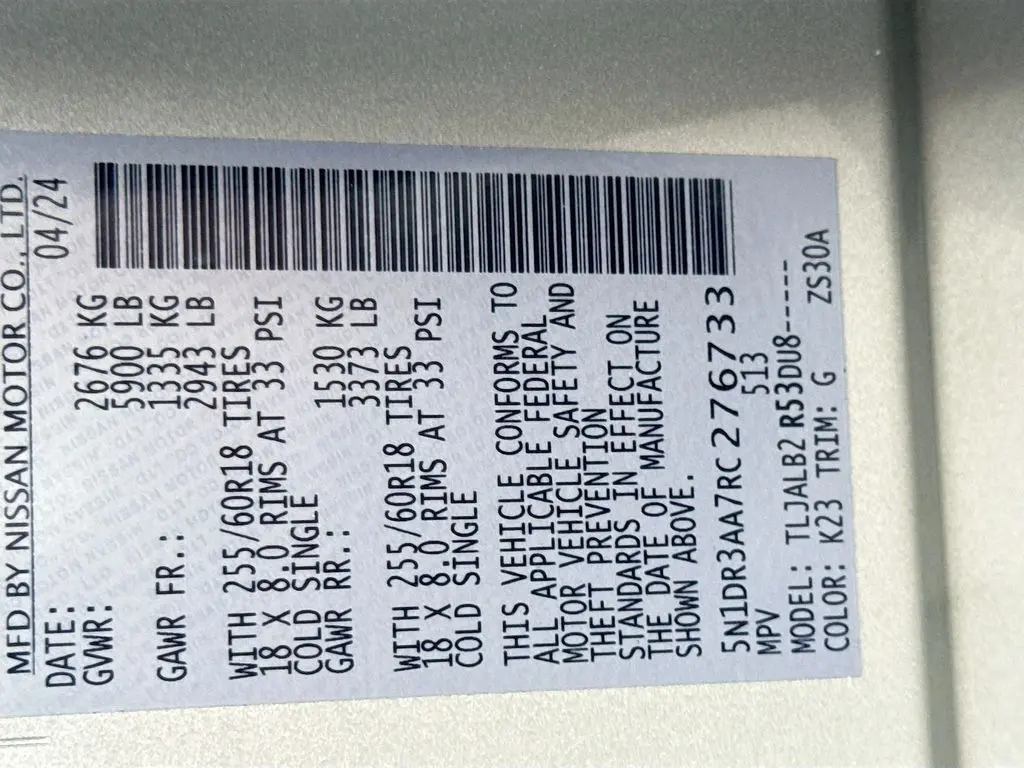 MFD BY NISSAN MOTOR CO., LTD.
DATE: 04/24
GVWR: 2676 KG
5900 LB
GAWR FR.: 1335 KG
2943 LB
WITH 255/60R18 TIRES
18 X 8.0 RIMS AT 33 PSI
COLD SINGLE
GAWR RR.: 1530 KG
3373 LB
WITH 255/60R18 TIRES
18 X 8.0 RIMS AT 33 PSI
COLD SINGLE
THIS VEHICLE CONFORMS TO
ALL APPLICABLE FEDERAL
MOTOR VEHICLE SAFETY AND
THEFT PREVENTION
STANDARDS IN EFFECT ON
THE DATE OF MANUFACTURE
SHOWN ABOVE.
5N1DR3AA7RC276733
MPV 513
MODEL: TLJALB2 R53DU8-----
COLOR: K23 TRIM: G ZS30A